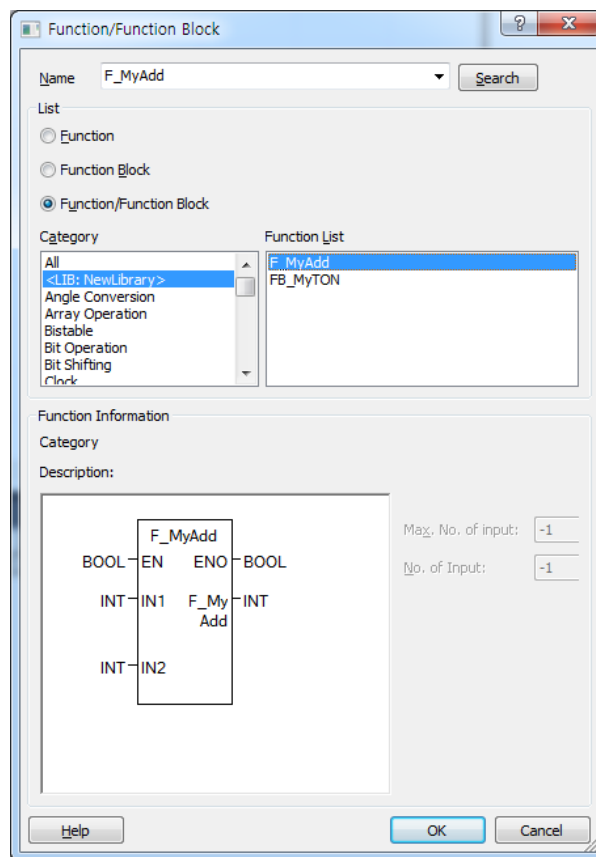 Function/Function Block
Name F_MyAdd Search
List
Function
Function Block
Function/Function Block
Category Function List
All F_MyAdd
<LIB: NewLibrary> FB_MyTON
Angle Conversion
Array Operation
Bistable
Bit Operation
Bit Shifting
Clock
Function Information
Category
Description:
F_MyAdd Max. No. of input: -1
BOOL EN ENO BOOL
No. of Input: -1
INT IN1 F_My INT
Add
INT IN2
Help OK Cancel